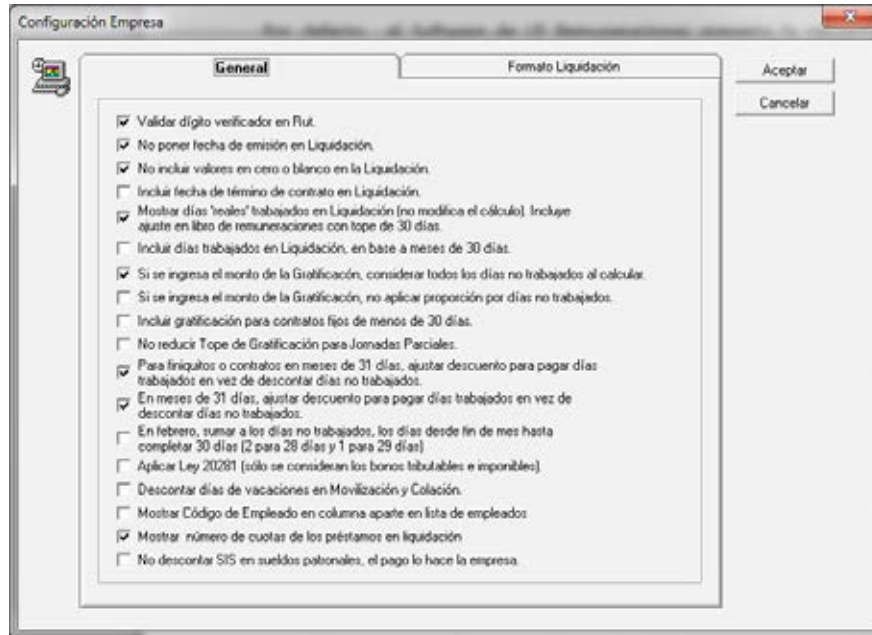 Configuración Empresa
General
Formato Liquidación
Aceptar
Cancelar
Validar dígito verificador en Rut.
No poner fecha de emisión en Liquidación.
No incluir valores en cero o blanco en la Liquidación.
Incluir fecha de término de contrato en Liquidación.
Mostrar días 'reales' trabajados en Liquidación (no modifica el cálculo). Incluye
ajuste en libro de remuneraciones con tope de 30 días.
Incluir días trabajados en Liquidación, en base a meses de 30 días.
Si se ingresa el monto de la Gratificacón, considerar todos los días no trabajados al calcular.
Si se ingresa el monto de la Gratificacón, no aplicar proporción por días no trabajados.
Incluir gratificación para contratos fijos de menos de 30 días.
No reducir Tope de Gratificación para Jornadas Parciales.
Para finiquitos o contratos en meses de 31 días, ajustar descuento para pagar días
trabajados en vez de descontar días no trabajados.
En meses de 31 días, ajustar descuento para pagar días trabajados en vez de
descontar días no trabajados.
En febrero, sumar a los días no trabajados, los días desde fin de mes hasta
completar 30 días (2 para 28 días y 1 para 29 días)
Aplicar Ley 20281 (sólo se consideran los bonos tributables e imponibles).
Descontar días de vacaciones en Movilización y Colación.
Mostrar Código de Empleado en columna aparte en lista de empleados
Mostrar número de cuotas de los préstamos en liquidación
No descontar SIS en sueldos patronales, el pago lo hace la empresa.